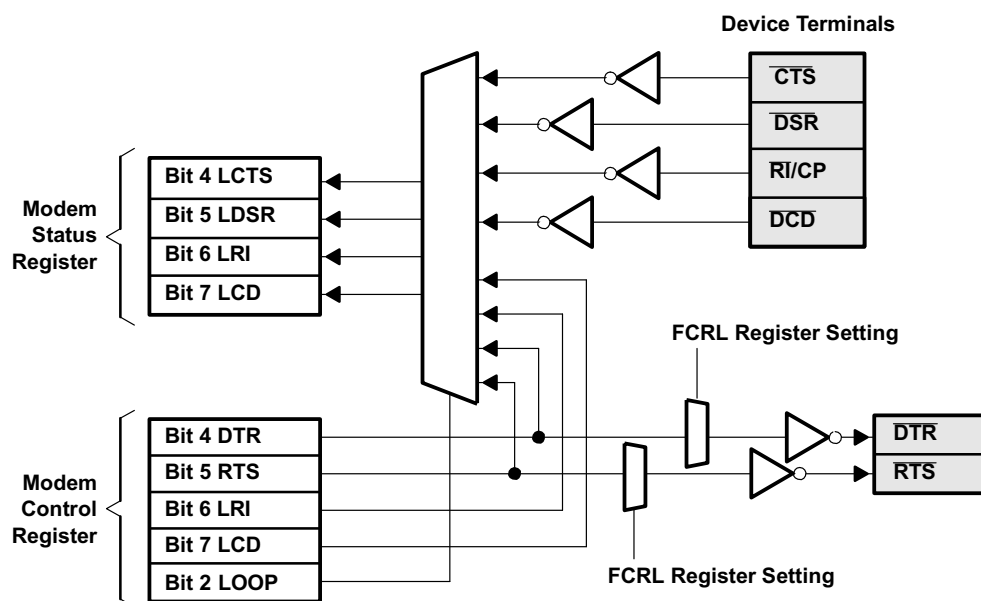 Device Terminals
CTS
DSR
RI/CP
DCD
Modem
Status
Register
Bit 4 LCTS
Bit 5 LDSR
Bit 6 LRI
Bit 7 LCD
FCRL Register Setting
Modem
Control
Register
Bit 4 DTR
Bit 5 RTS
Bit 6 LRI
Bit 7 LCD
Bit 2 LOOP
DTR
RTS
FCRL Register Setting